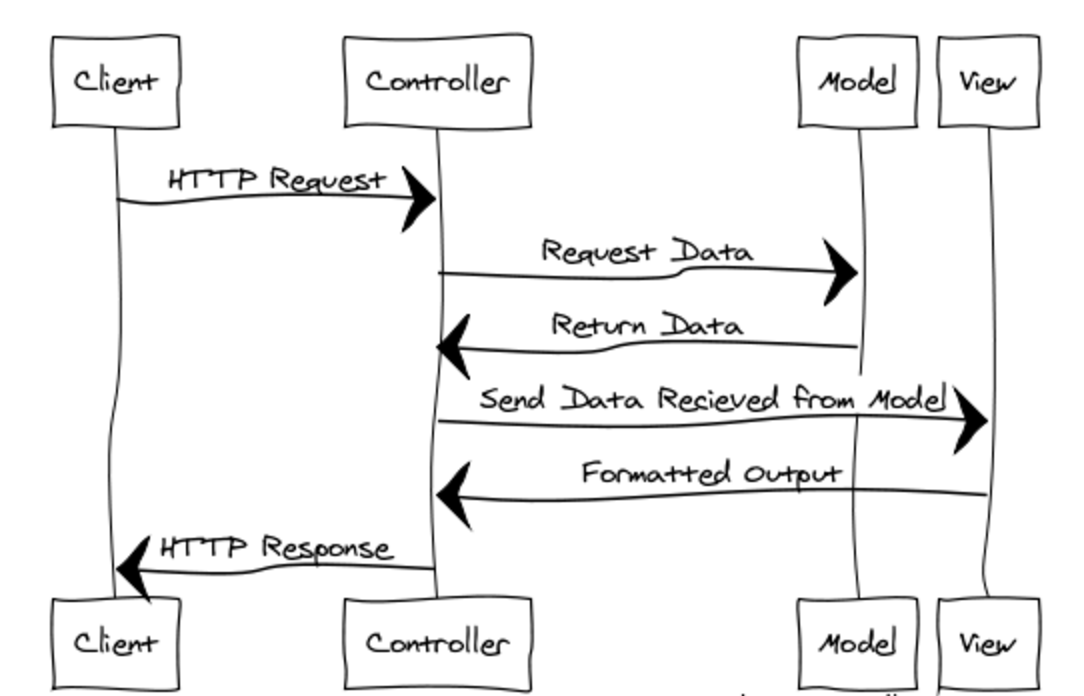 Client Controller Model View
HTTP Request
Request Data
Return Data
Send Data Recieved from Model
Formatted Output
HTTP Response
Client Controller Model View